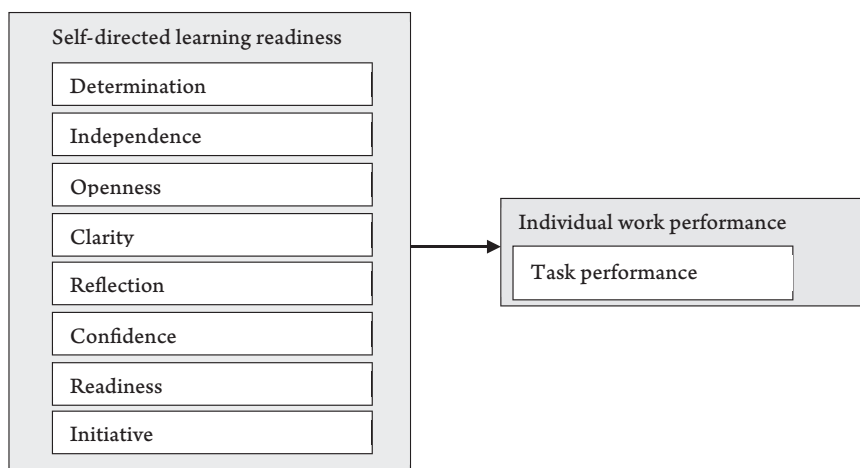 Self-directed learning readiness
Determination
Independence
Openness
Clarity
Reflection
Confidence
Readiness
Initiative
Individual work performance
Task performance